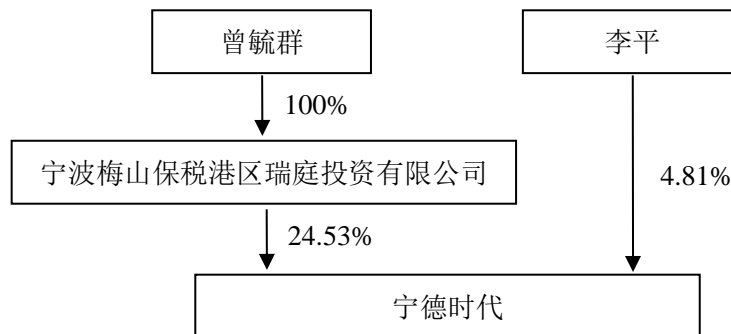 曾毓群
李平
100%
宁波梅山保税港区瑞庭投资有限公司
4.81%
24.53%
宁德时代